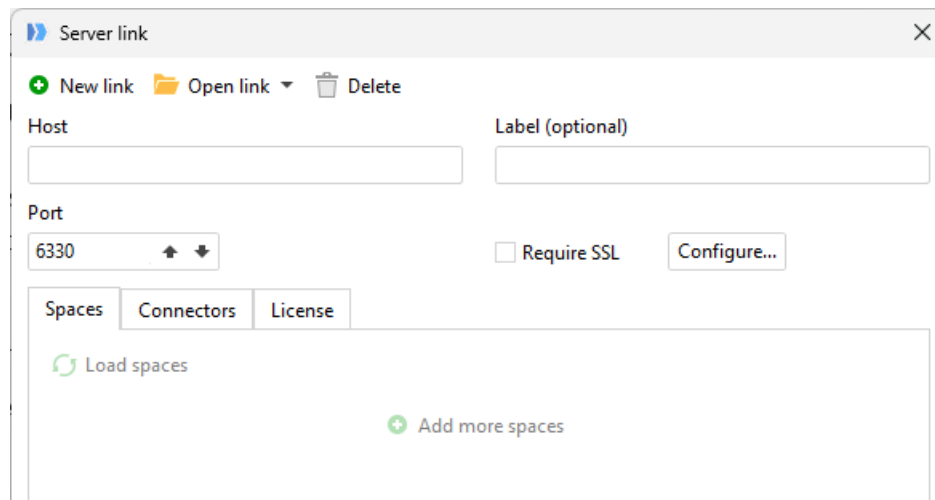 Server link
New link Open link Delete
Host Label (optional)
Port
6330 Require SSL Configure...
Spaces Connectors License
Load spaces
Add more spaces